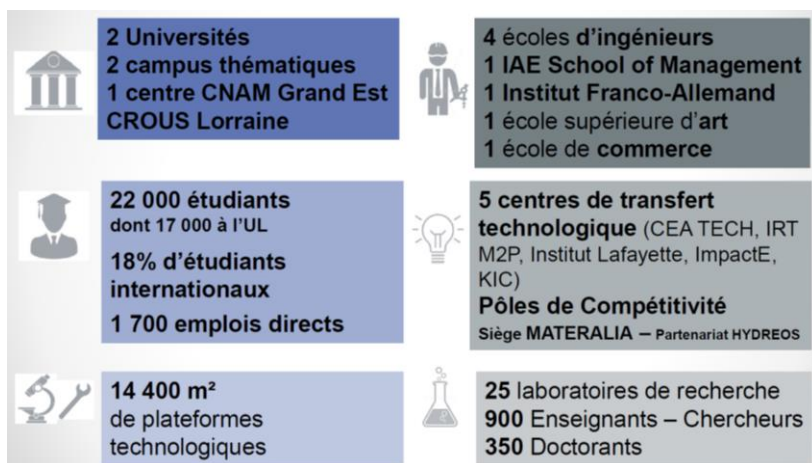 2 Universités
2 campus thématiques
1 centre CNAM Grand Est
CROUS Lorraine
4 écoles d'ingénieurs
1 IAE School of Management
1 Institut Franco-Allemand
1 école supérieure d'art
1 école de commerce
22 000 étudiants
dont 17 000 à l'UL
18% d'étudiants
internationaux
1 700 emplois directs
5 centres de transfert
technologique (CEA TECH, IRT
M2P, Institut Lafayette, ImpactE,
KIC)
Pôles de Compétitivité
Siège MATERALIA – Partenariat HYDREOS
14 400 m²
de plateformes
technologiques
25 laboratoires de recherche
900 Enseignants – Chercheurs
350 Doctorants